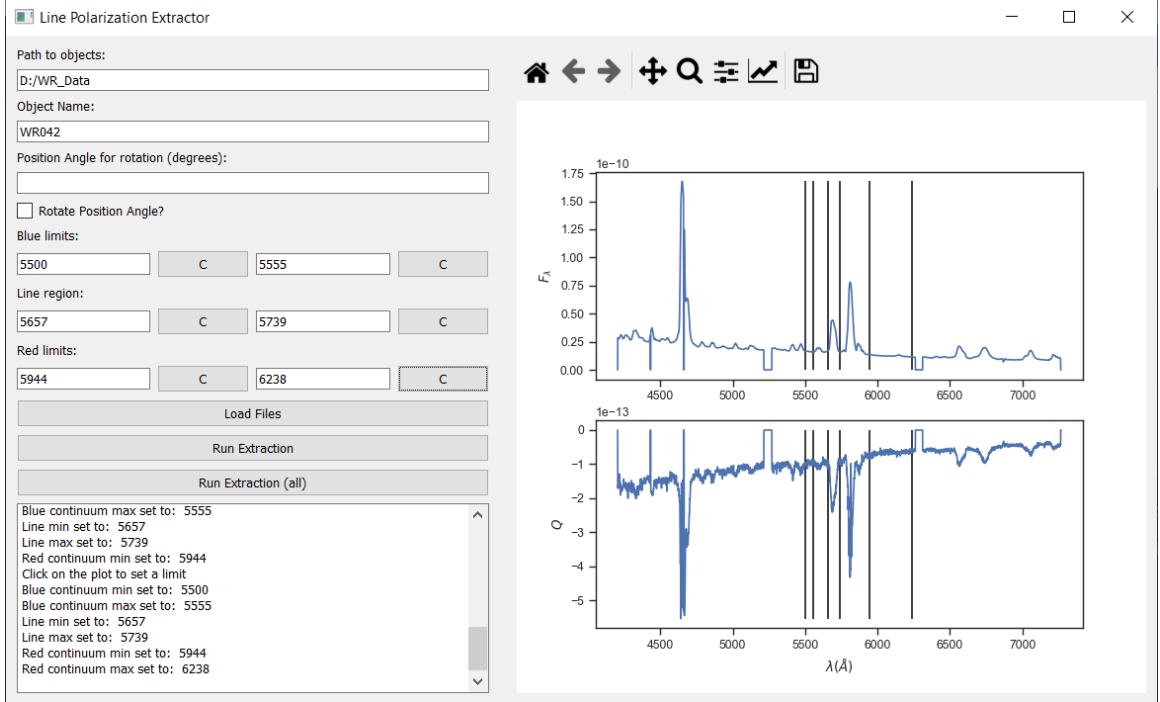 Line Polarization Extractor
Path to objects:
D:/WR_Data
Object Name:
WR042
Position Angle for rotation (degrees):
Rotate Position Angle?
Blue limits:
5500 C 5555 C
Line region:
5657 C 5739 C
Red limits:
5944 C 6238 C
Load Files
Run Extraction
Run Extraction (all)
Blue continuum max set to: 5555
Line min set to: 5657
Line max set to: 5739
Red continuum min set to: 5944
Click on the plot to set a limit
Blue continuum min set to: 5500
Blue continuum max set to: 5555
Line min set to: 5657
Line max set to: 5739
Red continuum min set to: 5944
Red continuum max set to: 6238
1e−10
1.75
1.50
1.25
1.00
0.75
0.50
0.25
0.00
Fλ
4500 5000 5500 6000 6500 7000
1e−13
0
−1
−2
−3
−4
−5
Q
4500 5000 5500 6000 6500 7000
λ(Å)